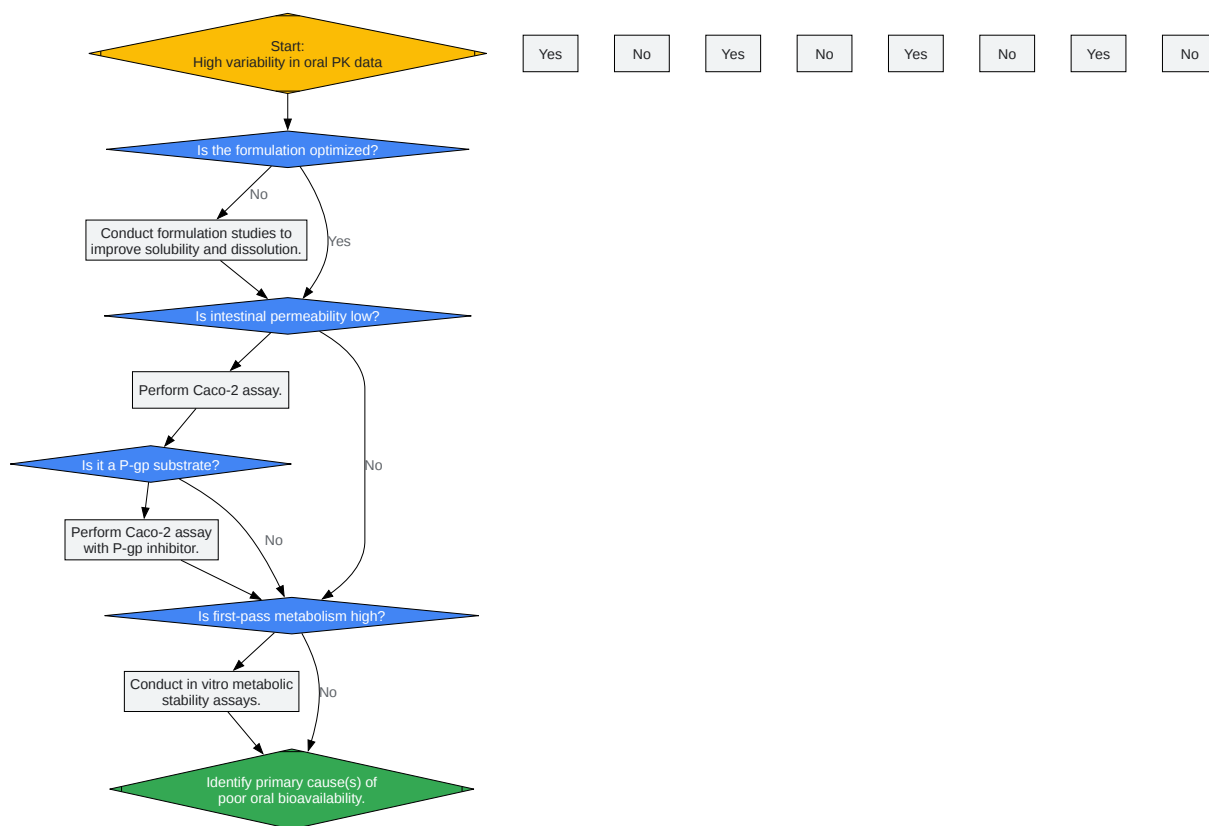 Start:
High variability in oral PK data
Yes
No
Yes
No
Yes
No
Yes
No
Is the formulation optimized?
No
Conduct formulation studies to
improve solubility and dissolution.
Yes
Is intestinal permeability low?
Perform Caco-2 assay.
Is it a P-gp substrate?
No
Perform Caco-2 assay
with P-gp inhibitor.
No
Is first-pass metabolism high?
Conduct in vitro metabolic
stability assays.
No
Identify primary cause(s) of
poor oral bioavailability.